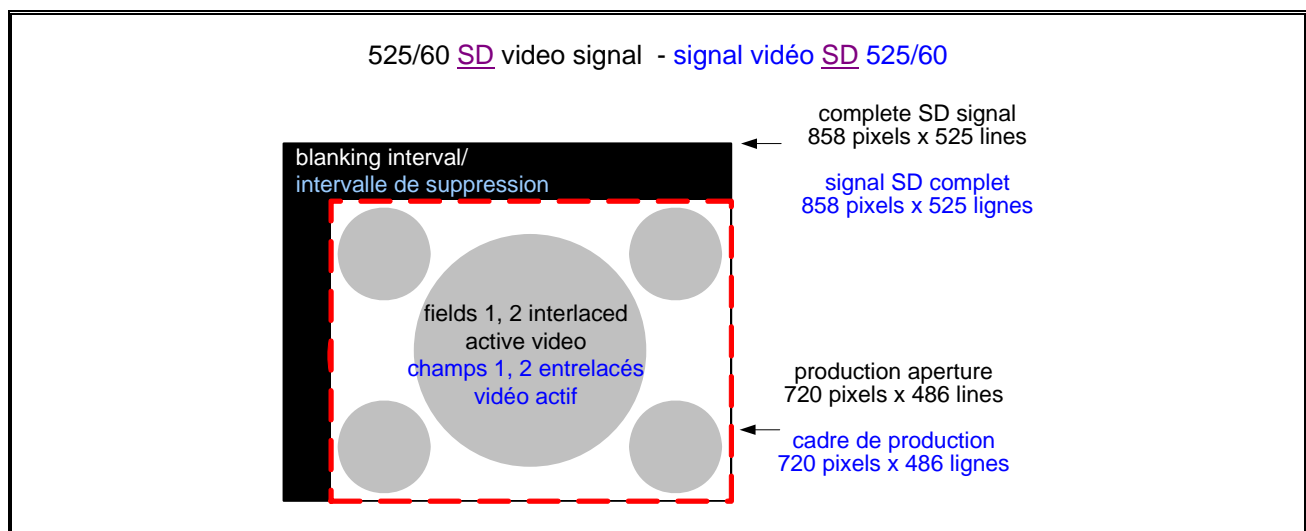 525/60 SD video signal - signal vidéo SD 525/60
complete SD signal
858 pixels x 525 lines
signal SD complet
858 pixels x 525 lignes
blanking interval/
intervalle de suppression
fields 1, 2 interlaced
active video
champs 1, 2 entrelacés
vidéo actif
production aperture
720 pixels x 486 lines
cadre de production
720 pixels x 486 lignes